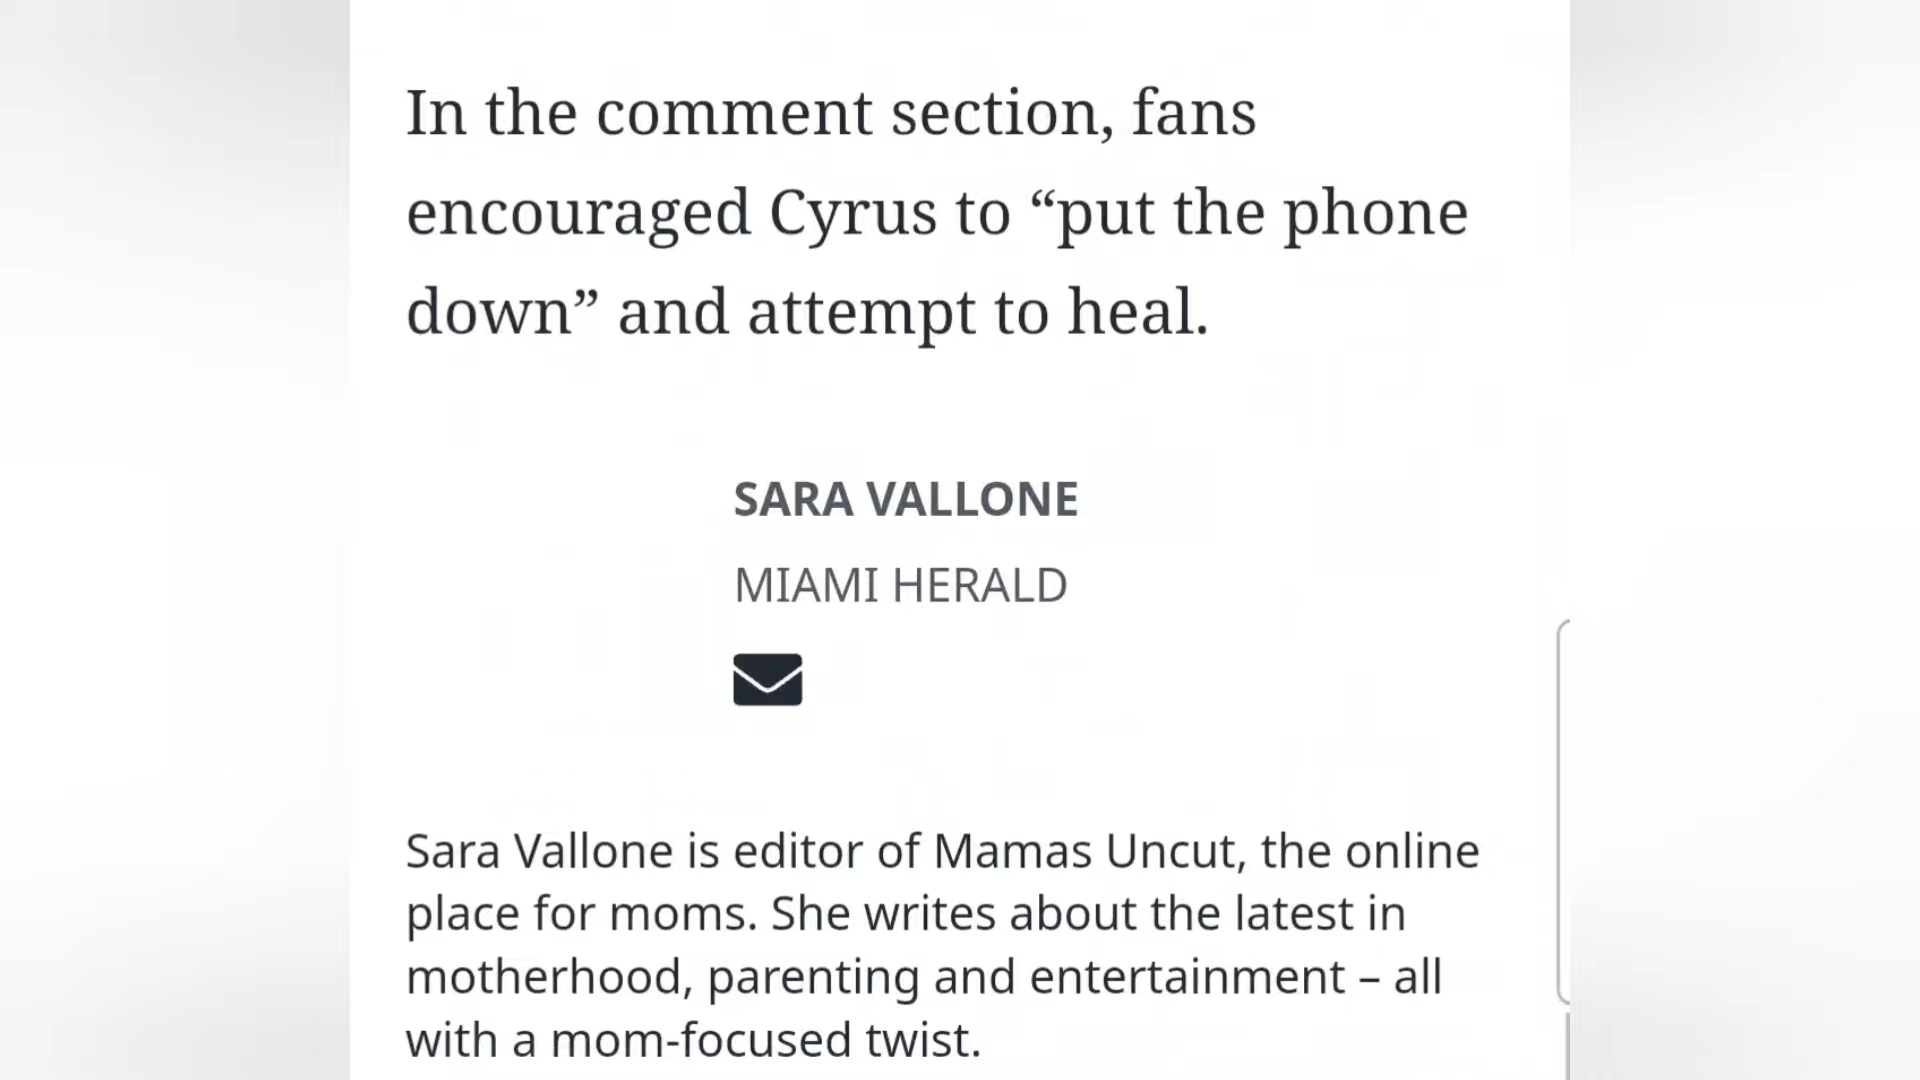 In the comment section, fans
encouraged Cyrus to “put the phone
down” and attempt to heal.
SARA VALLONE
MIAMI HERALD
Sara Vallone is editor of Mamas Uncut, the online
place for moms. She writes about the latest in
motherhood, parenting and entertainment – all
with a mom-focused twist.